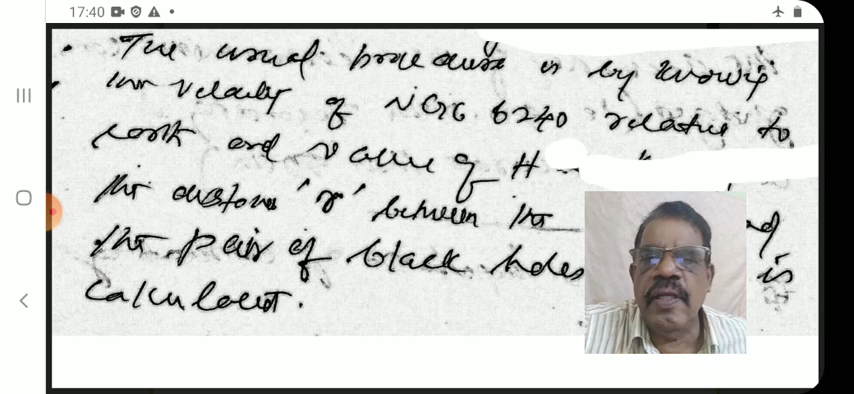 17:40
The usual procedure is by knowing
the velocity of NGC 6240 relative to
earth and value of H
the distance 'r' between the
the pair of black holes is
calculated.